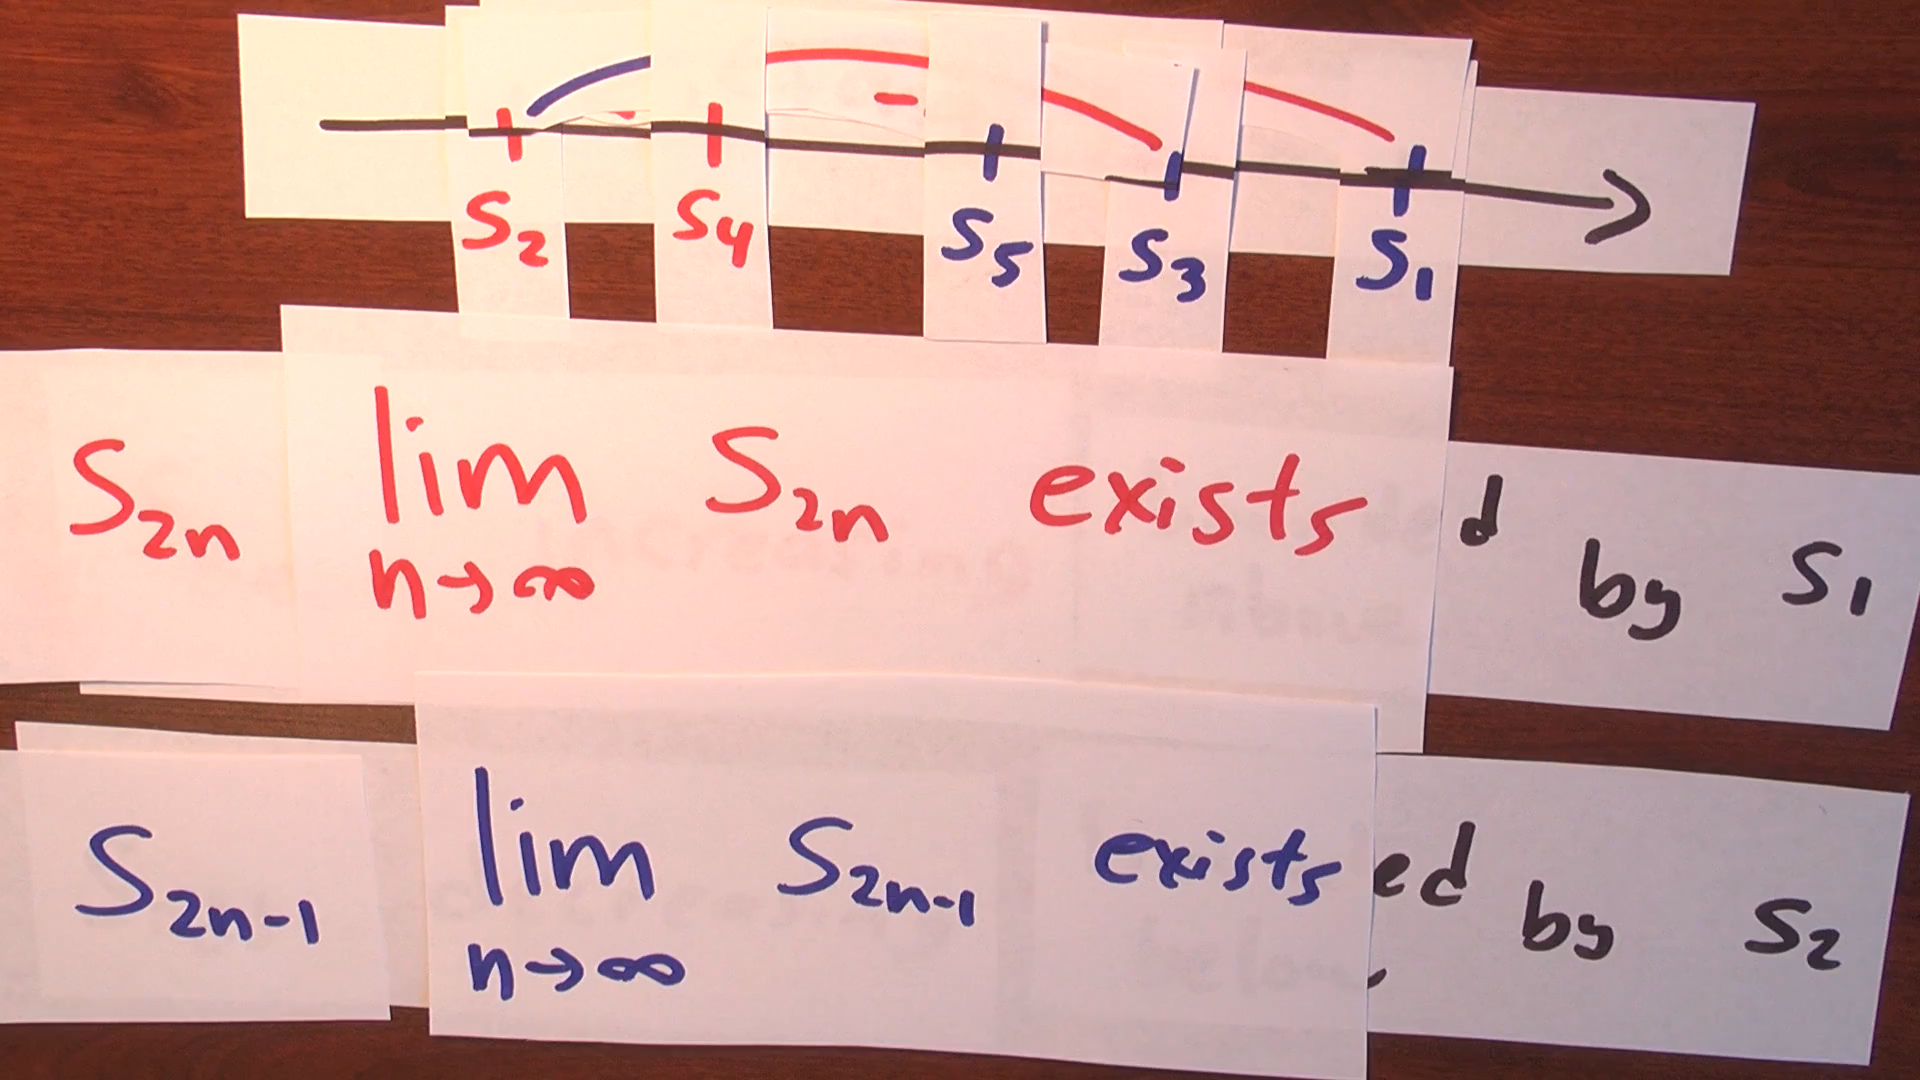 S₂ S₄ S₅ S₃ S₁
S₂ₙ lim S₂ₙ exists d by S₁
n→∞
S₂ₙ₋₁ lim S₂ₙ₋₁ exists ed by S₂
n→∞